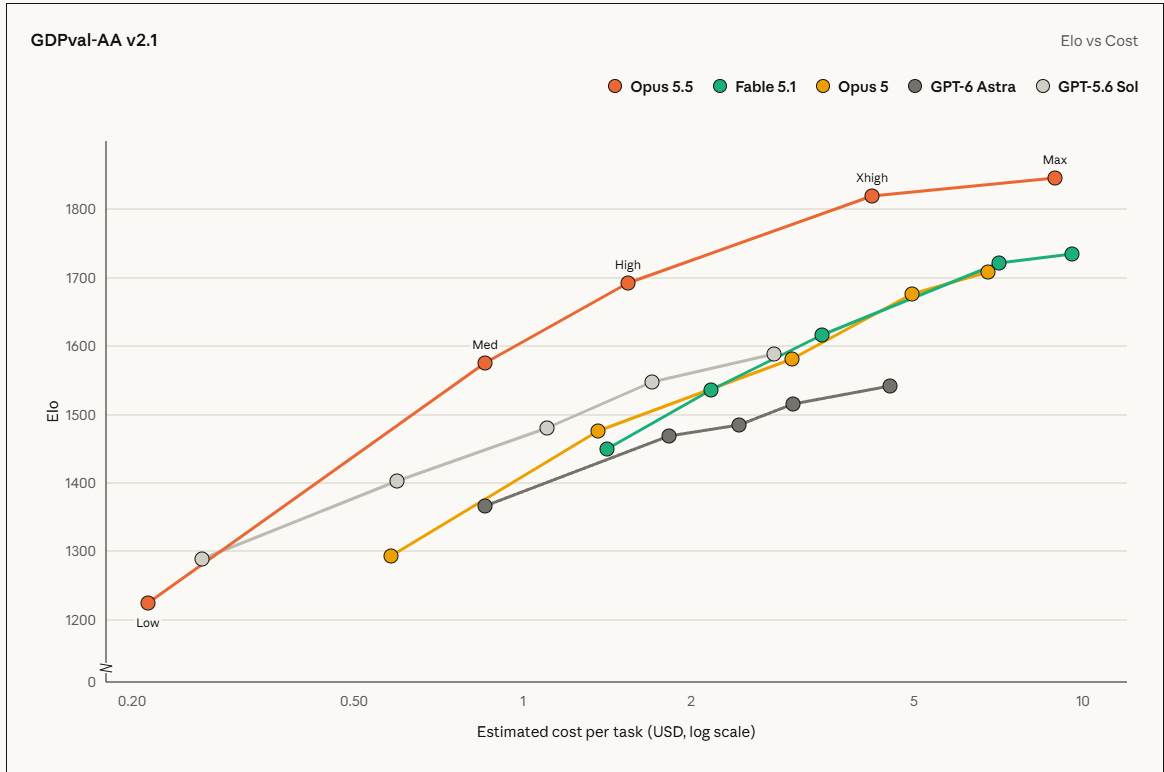 GDPval-AA v2.1
Elo vs Cost
Opus 5.5 Fable 5.1 Opus 5 GPT-6 Astra GPT-5.6 Sol
Max
Xhigh
1800
1700
High
1600
Med
1500
Elo
1400
1300
1200
Low
0
0.20 0.50 1 2 5 10
Estimated cost per task (USD, log scale)